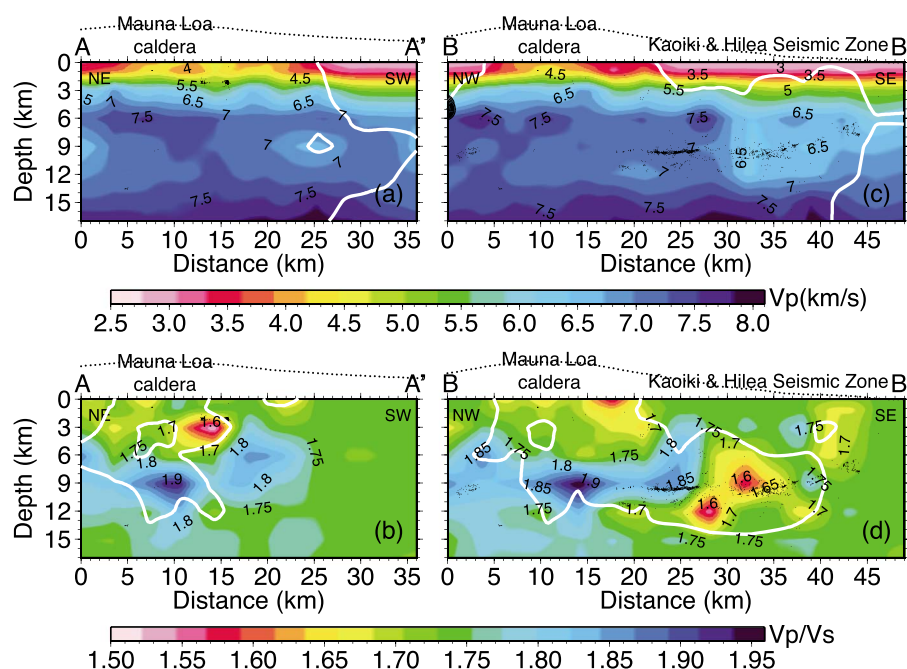 Mauna Loa
caldera
A A’
Mauna Loa
caldera
Kaoiki & Hilea Seismic Zone
B B
0
3
6
9
12
15
Depth (km)
NE SW
4 4.5
5.5
5 7 6.5 6.5
7.5 7
7 7
7.5
(a)
0 5 10 15 20 25 30 35
Distance (km)
NW SE
4.5 3.5 3 3.5
5.5 5
6.5 6.5
7.5 7.5 7.5
7 6.5 6.5
7 7
7.5 7.5 7.5
(c)
0 5 10 15 20 25 30 35 40 45 49
Distance (km)
Vp(km/s)
2.5 3.0 3.5 4.0 4.5 5.0 5.5 6.0 6.5 7.0 7.5 8.0
Mauna Loa
caldera
A A’
Mauna Loa
caldera
Kaoiki & Hilea Seismic Zone
B B
0
3
6
9
12
15
Depth (km)
NE SW
1.7 1.6
1.75 1.7 1.8 1.75
1.8
1.9 1.8
1.8 1.75
(b)
0 5 10 15 20 25 30 35
Distance (km)
NW SE
1.7 1.75 1.75 1.7
1.85 1.75 1.8 1.7
1.8 1.75
1.85 1.9 1.85 1.6 1.65 1.75
1.75 1.7 1.6 1.7 1.7
1.75 1.75
(d)
0 5 10 15 20 25 30 35 40 45 49
Distance (km)
Vp/Vs
1.50 1.55 1.60 1.65 1.70 1.75 1.80 1.85 1.90 1.95